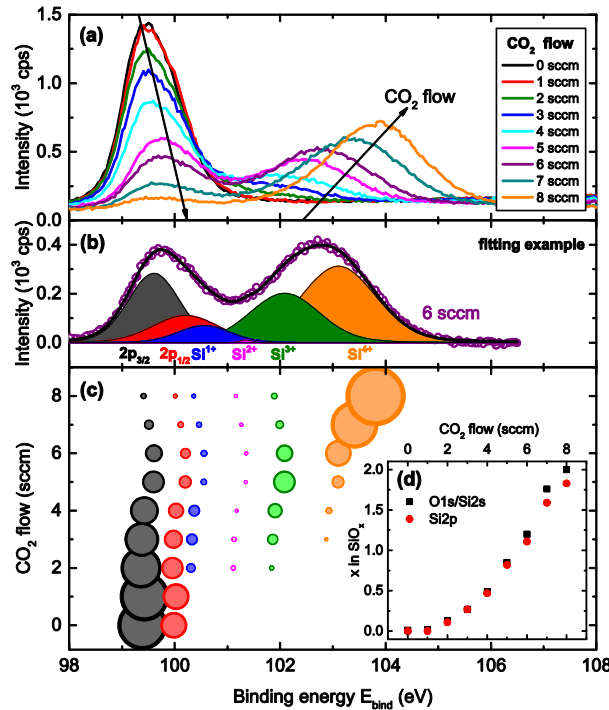 (a)
CO2 flow
0 sccm
1 sccm
2 sccm
3 sccm
4 sccm
5 sccm
6 sccm
7 sccm
8 sccm
CO2 flow
Intensity (10³ cps)
1.5
1.0
0.5
0.0
(b)
fitting example
6 sccm
Intensity (10³ cps)
0.4
0.2
0.0
2p3/2 2p1/2 Si1+ Si2+ Si3+ Si4+
(c)
CO2 flow (sccm)
8
7
6
5
4
3
2
1
0
CO2 flow (sccm)
0 2 4 6 8
(d)
O1s/Si2s
Si2p
x in SiOx
2.0
1.5
1.0
0.5
0.0
98 100 102 104 106 108
Binding energy Ebind (eV)